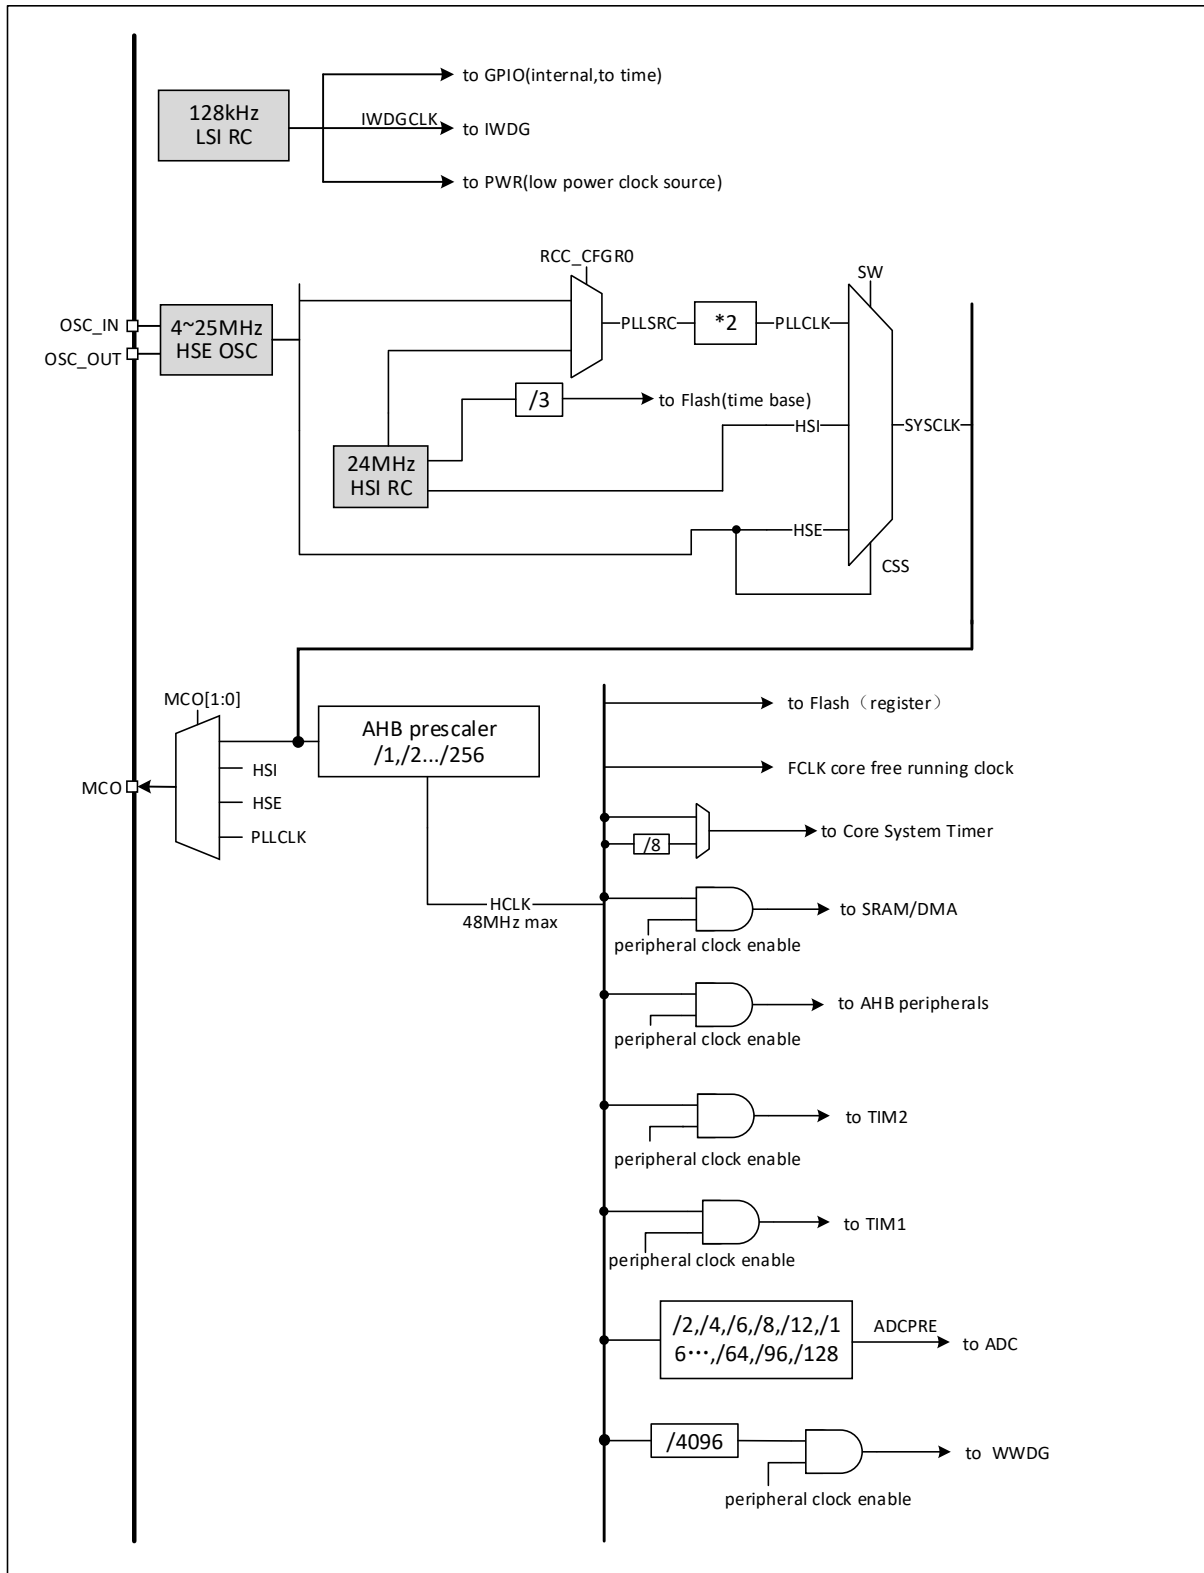 to GPIO(internal,to time)
128kHz
LSI RC
IWDGCLK
to IWDG
to PWR(low power clock source)
RCC_CFGR0
SW
OSC_IN
OSC_OUT
4~25MHz
HSE OSC
PLLSRC
*2
PLLCLK
/3
to Flash(time base)
HSI
SYSCLK
24MHz
HSI RC
HSE
CSS
MCO[1:0]
AHB prescaler
/1,/2.../256
to Flash（register）
HSI
FCLK core free running clock
MCO
HSE
PLLCLK
/8
to Core System Timer
HCLK
48MHz max
to SRAM/DMA
peripheral clock enable
to AHB peripherals
peripheral clock enable
to TIM2
peripheral clock enable
to TIM1
peripheral clock enable
/2,/4,/6,/8,/12,/1
6···,/64,/96,/128
ADCPRE
to ADC
/4096
to WWDG
peripheral clock enable